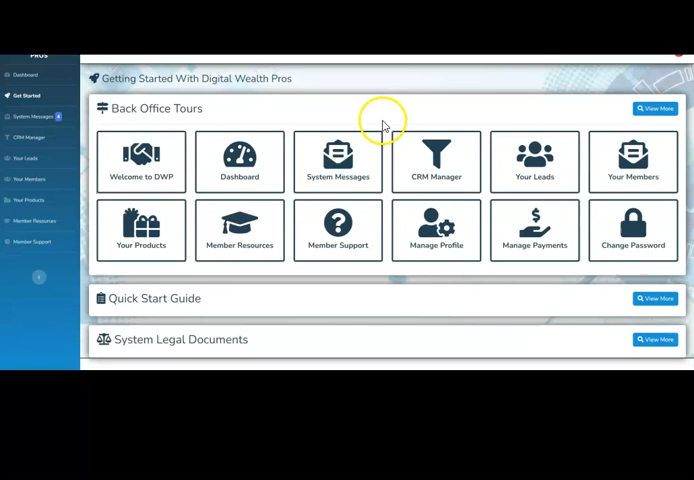 PROS
Dashboard
Get Started
System Messages 4
CRM Manager
Your Leads
Your Members
Your Products
Member Resources
Member Support
Getting Started With Digital Wealth Pros
Back Office Tours
View More
Welcome to DWP
Dashboard
System Messages
CRM Manager
Your Leads
Your Members
Your Products
Member Resources
Member Support
Manage Profile
Manage Payments
Change Password
Quick Start Guide
View More
System Legal Documents
View More